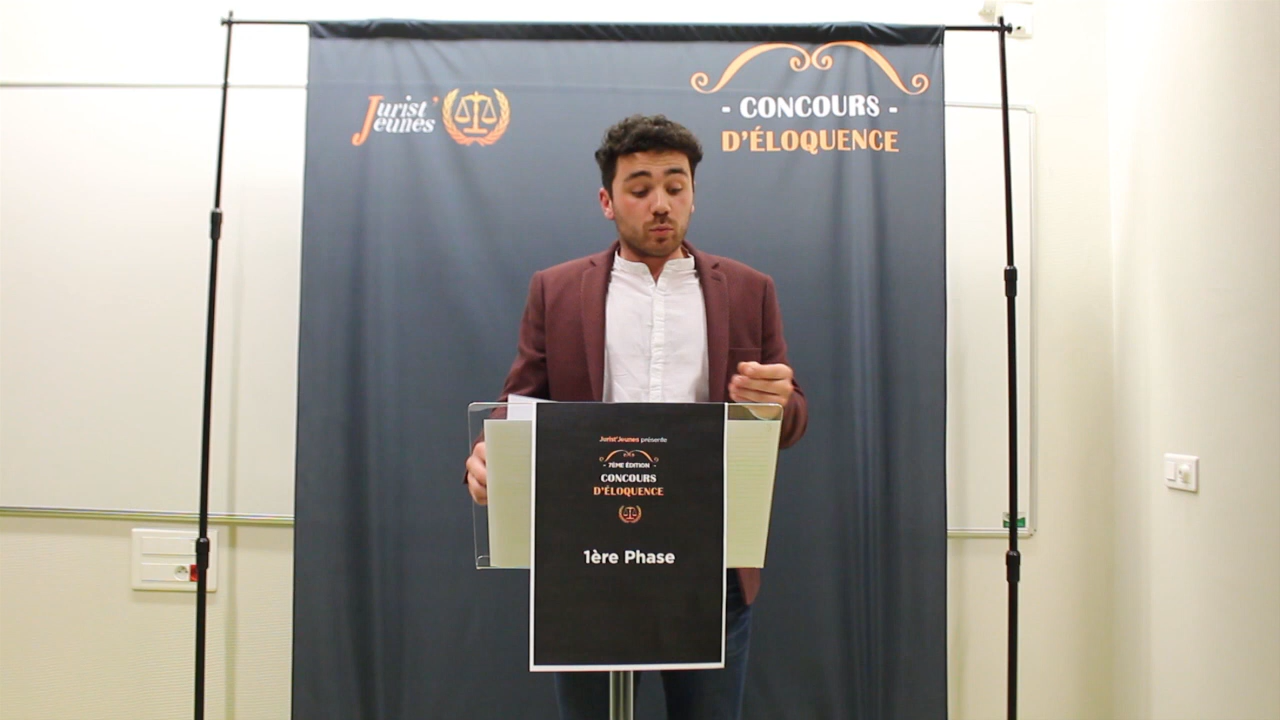 Jurist'
Jeunes
- CONCOURS -
D'ÉLOQUENCE
Jurist'Jeunes présente
- 7ÈME ÉDITION -
CONCOURS
D'ÉLOQUENCE
1ère Phase